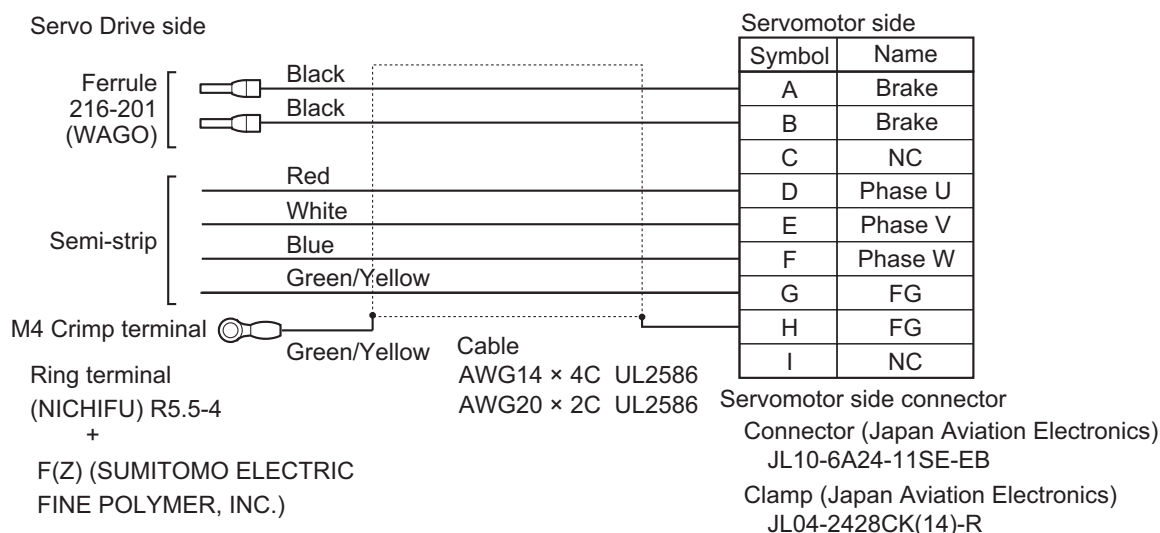 Servo Drive side
Servomotor side
Symbol Name
Ferrule
216-201
(WAGO)
Black
A Brake
Black
B Brake
C NC
Semi-strip
Red
D Phase U
White
E Phase V
Blue
F Phase W
Green/Yellow
G FG
M4 Crimp terminal
Green/Yellow
H FG
I NC
Ring terminal
(NICHIFU) R5.5-4
+
F(Z) (SUMITOMO ELECTRIC
FINE POLYMER, INC.)
Cable
AWG14 × 4C UL2586
AWG20 × 2C UL2586
Servomotor side connector
Connector (Japan Aviation Electronics)
JL10-6A24-11SE-EB
Clamp (Japan Aviation Electronics)
JL04-2428CK(14)-R